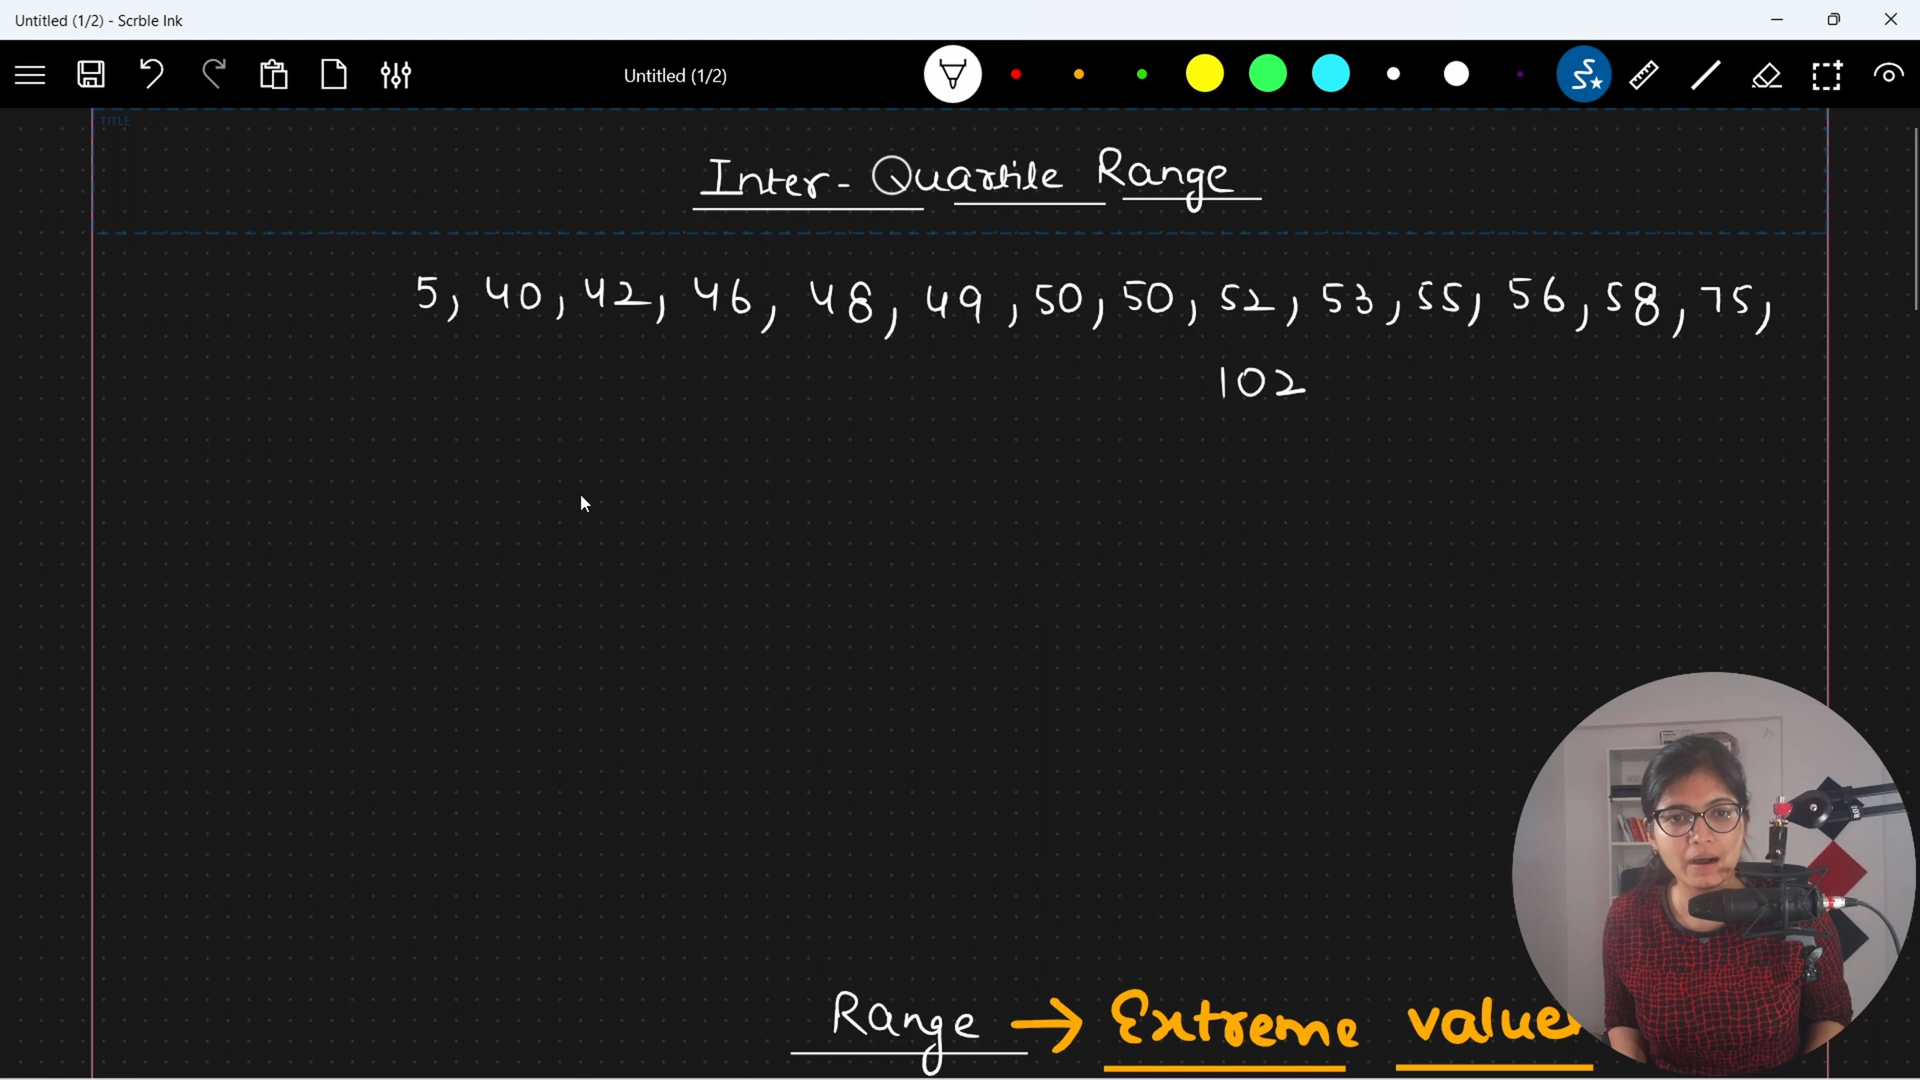 Untitled (1/2) - Scrble Ink
Untitled (1/2)
TITLE
Inter-Quartile Range
5, 40, 42, 46, 48, 49, 50, 50, 52, 53, 55, 56, 58, 75,
102
Range → Extreme value